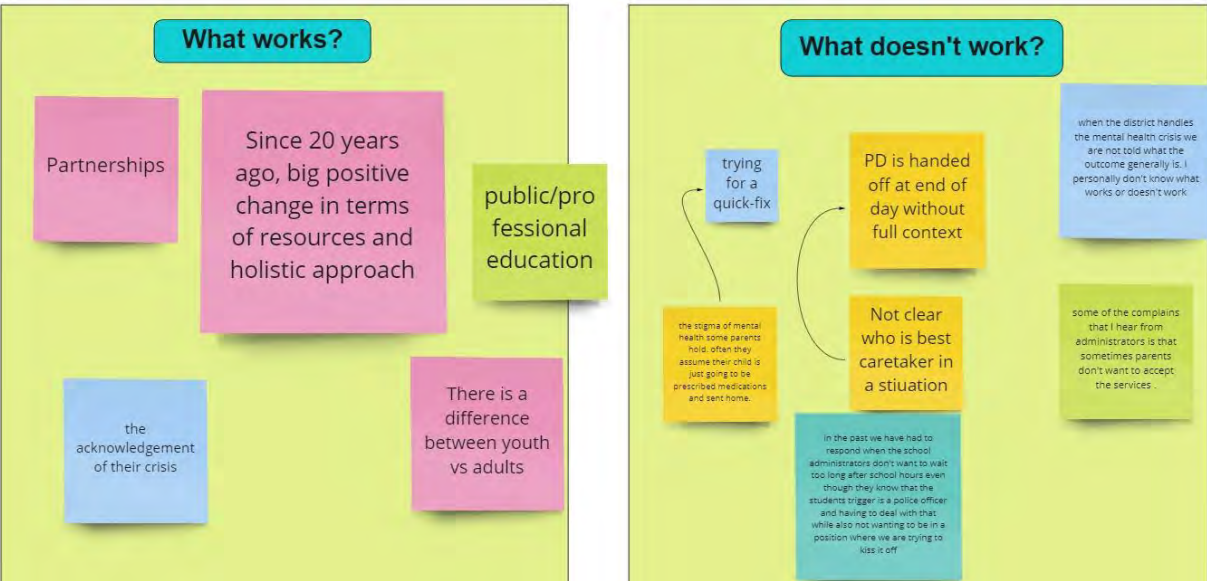 What works?
Partnerships
Since 20 years
ago, big positive
change in terms
of resources and
holistic approach
public/pro
fessional
education
the
acknowledgement
of their crisis
There is a
difference
between youth
vs adults
What doesn't work?
trying
for a
quick-fix
PD is handed
off at end of
day without
full context
when the district handles
the mental health crisis we
are not told what the
outcome generally is. I
personally don't know what
works or doesn't work
the stigma of mental
health some parents
hold. often they
assume their child is
just going to be
prescribed medications
and sent home.
Not clear
who is best
caretaker in
a stiuation
some of the complains
that I hear from
administrators is that
sometimes parents
don't want to accept
the services .
in the past we have had to
respond when the school
administrators don't want to wait
too long after school hours even
though they know that the
students trigger is a police officer
and having to deal with that
while also not wanting to be in a
position where we are trying to
kiss it off